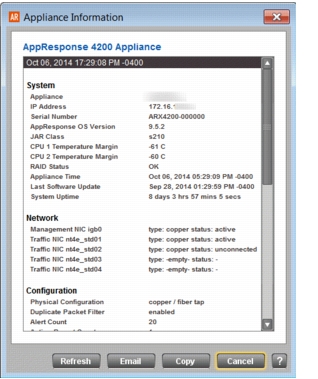 AR Appliance Information
AppResponse 4200 Appliance
Oct 06, 2014 17:29:08 PM -0400
System
Appliance
IP Address 172.16.
Serial Number ARX4200-000000
AppResponse OS Version 9.5.2
JAR Class s210
CPU 1 Temperature Margin -61 C
CPU 2 Temperature Margin -60 C
RAID Status OK
Appliance Time Oct 06, 2014 05:29:09 PM -0400
Last Software Update Sep 28, 2014 01:29:59 PM -0400
System Uptime 8 days 3 hrs 57 mins 5 secs
Network
Management NIC igb0 type: copper status: active
Traffic NIC nt4e_std01 type: copper status: active
Traffic NIC nt4e_std02 type: copper status: unconnected
Traffic NIC nt4e_std03 type: -empty- status: -
Traffic NIC nt4e_std04 type: -empty- status: -
Configuration
Physical Configuration copper / fiber tap
Duplicate Packet Filter enabled
Alert Count 20
Refresh Email Copy Cancel ?